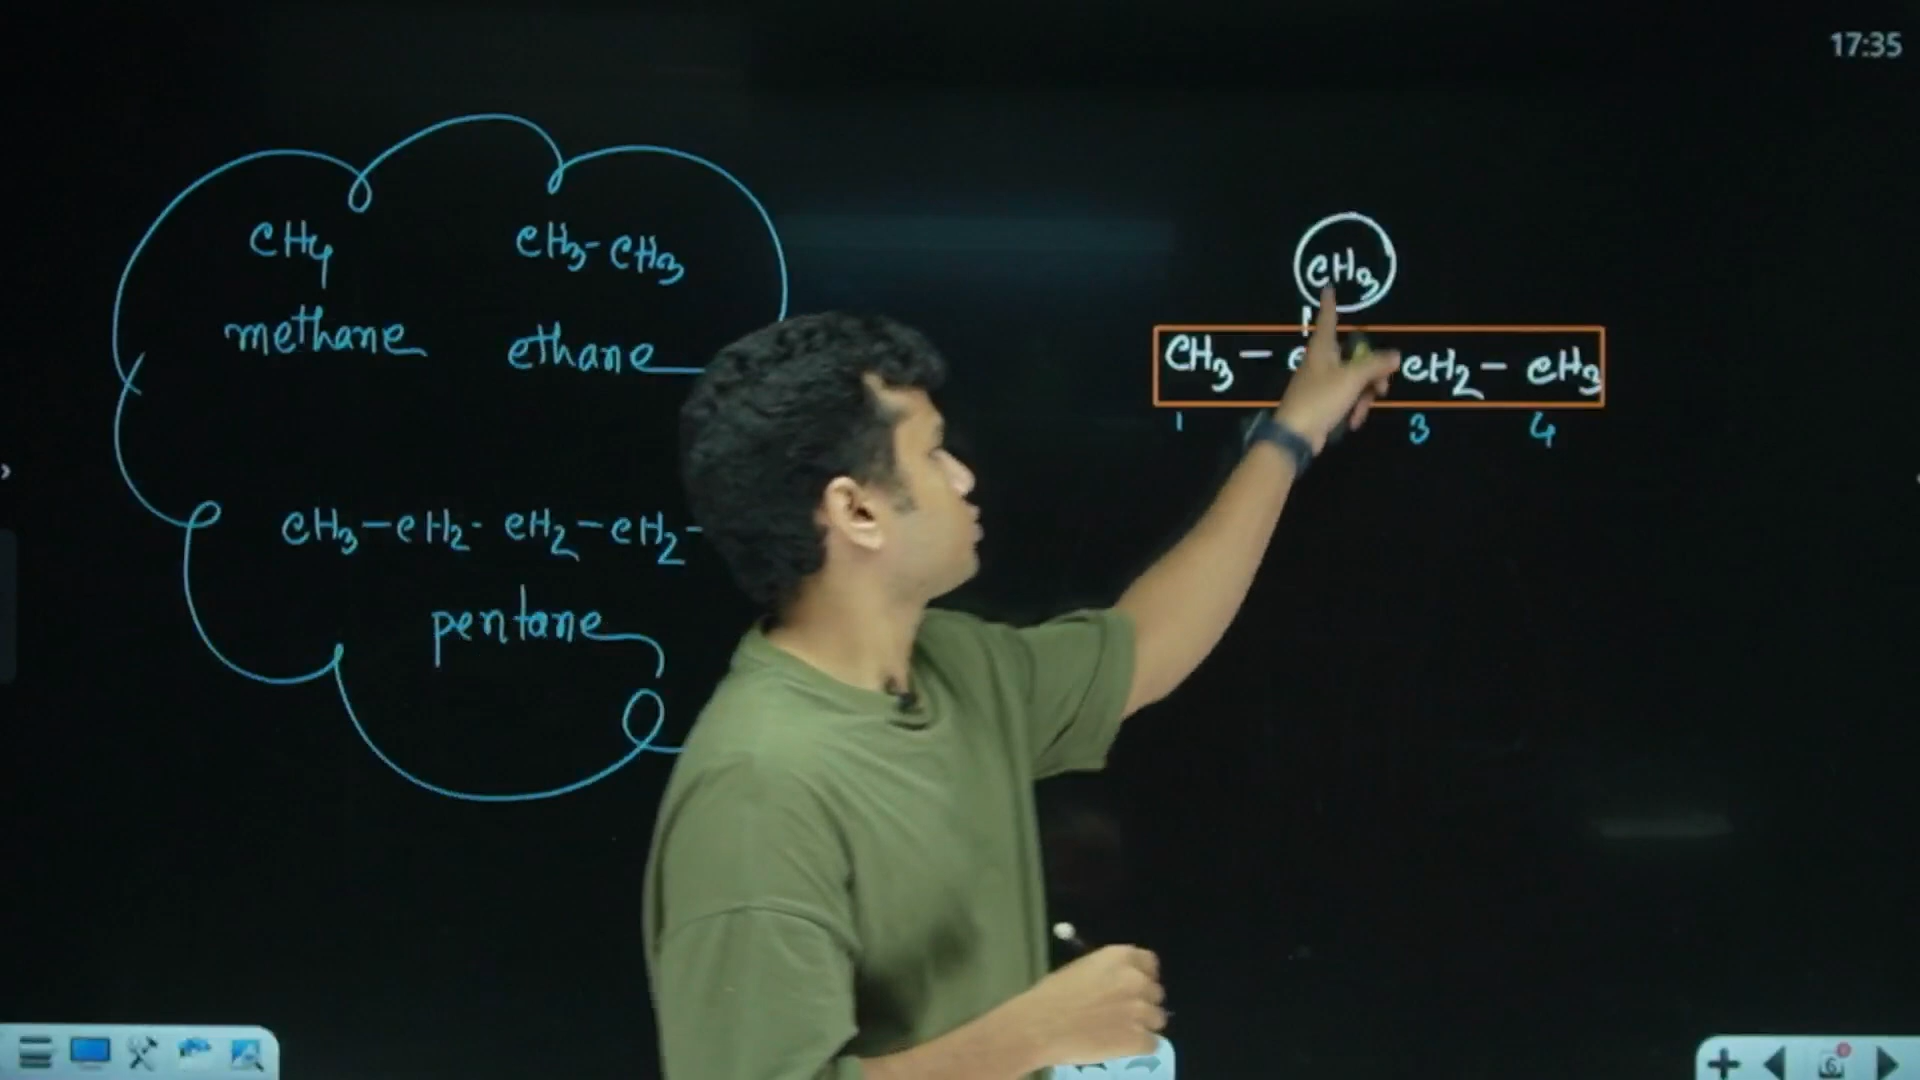 17:35
CH4
CH3-CH3
methane
ethane
CH3-CH2-CH2-CH2-
pentane
CH3
CH3-C CH2-CH3
1 3 4
6